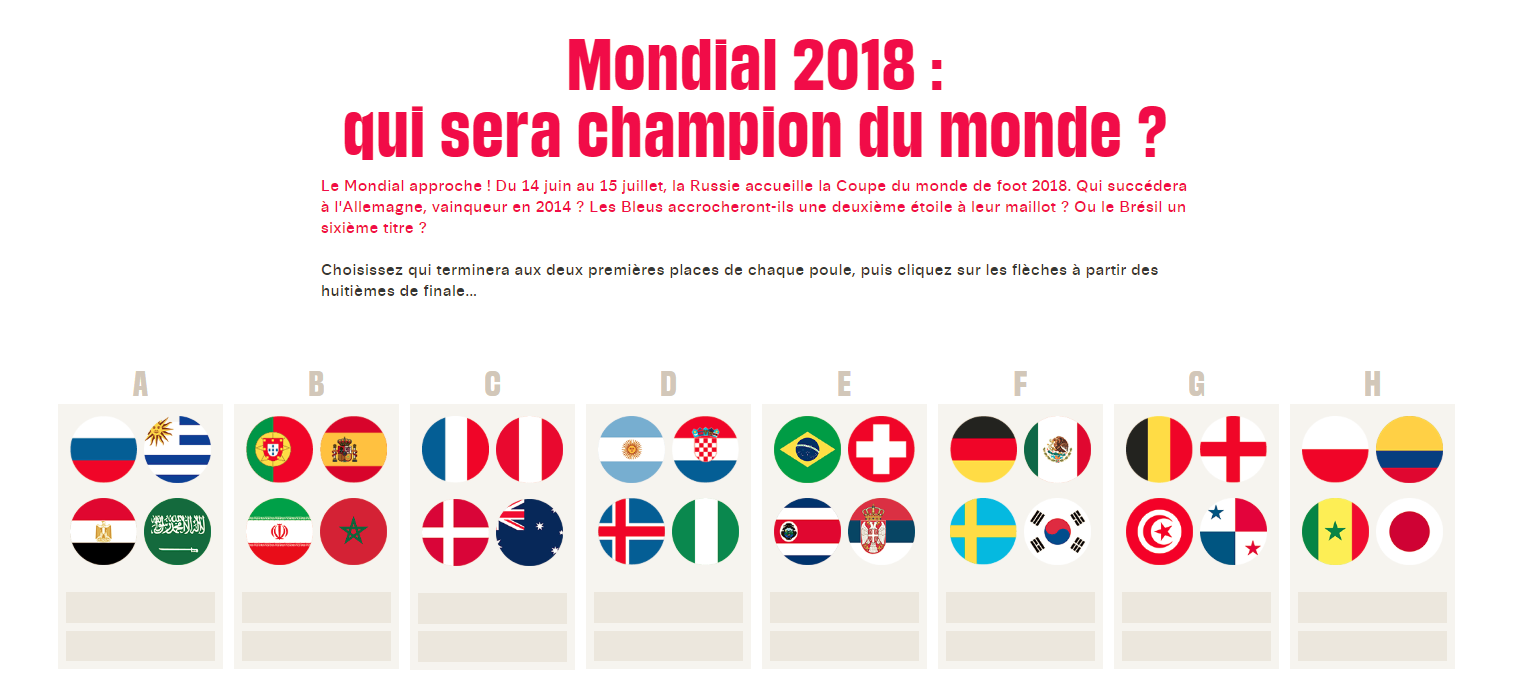 Mondial 2018 :
qui sera champion du monde ?
Le Mondial approche ! Du 14 juin au 15 juillet, la Russie accueille la Coupe du monde de foot 2018. Qui succédera
à l'Allemagne, vainqueur en 2014 ? Les Bleus accrocheront-ils une deuxième étoile à leur maillot ? Ou le Brésil un
sixième titre ?
Choisissez qui terminera aux deux premières places de chaque poule, puis cliquez sur les flèches à partir des
huitièmes de finale...
A B C D E F G H